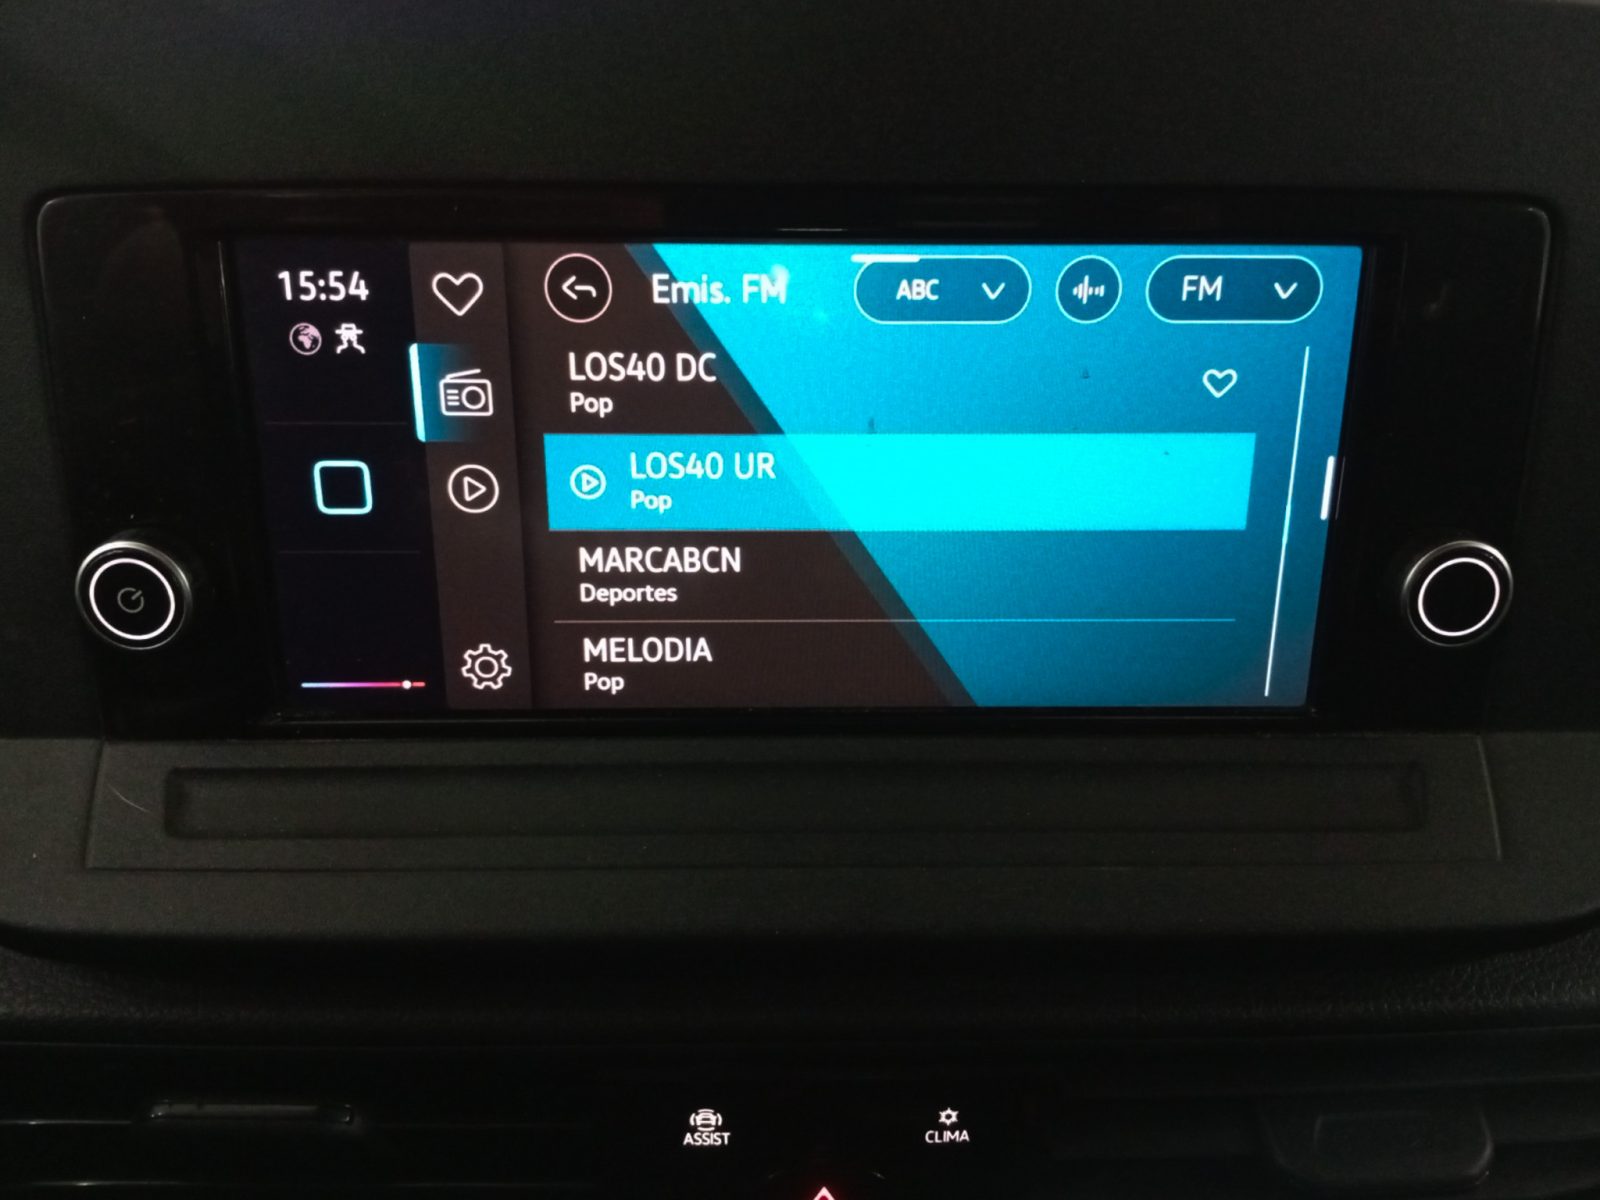 15:54
Emis. FM
ABC
FM
LOS40 DC
Pop
LOS40 UR
Pop
MARCABCN
Deportes
MELODIA
Pop
ASSIST
CLIMA